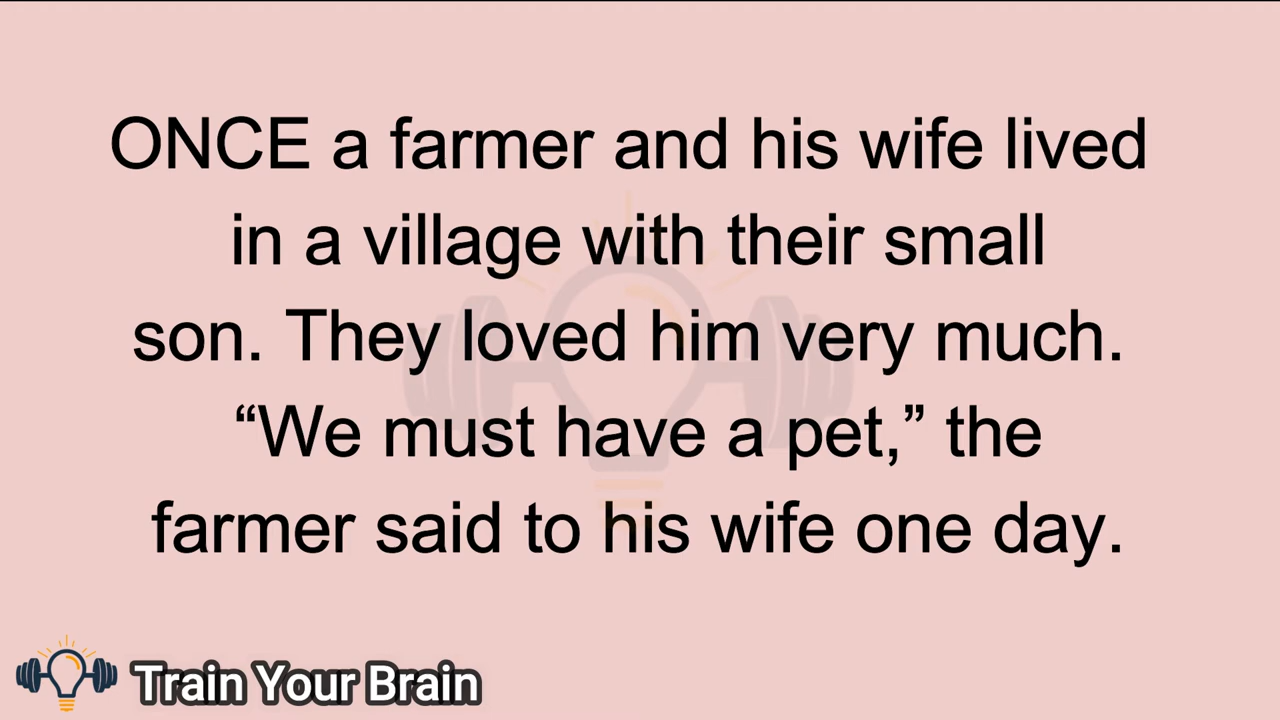 ONCE a farmer and his wife lived
in a village with their small
son. They loved him very much.
“We must have a pet,” the
farmer said to his wife one day.
Train Your Brain